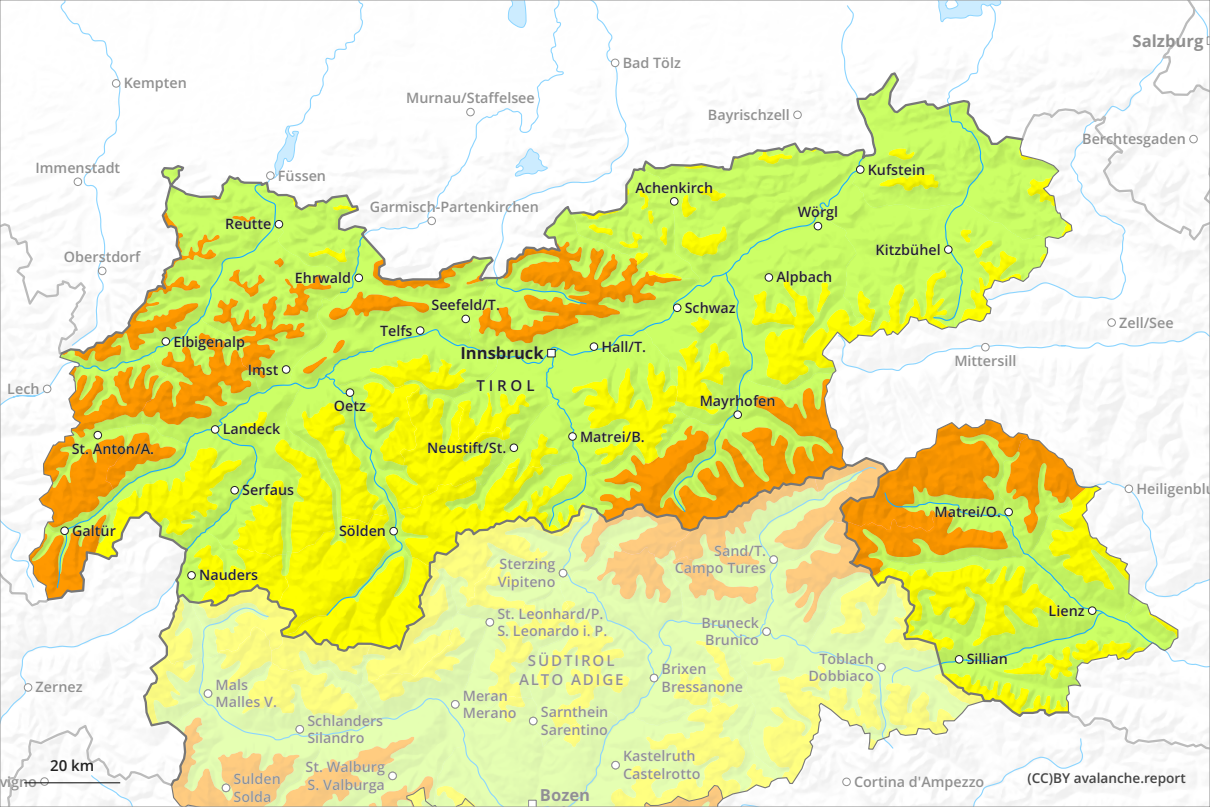 Salzburg
Kempten
Bad Tölz
Murnau/Staffelsee
Bayrischzell
Berchtesgaden
Immenstadt
Füssen
Kufstein
Achenkirch
Garmisch-Partenkirchen
Wörgl
Reutte
Oberstdorf
Kitzbühel
Ehrwald
Alpbach
Seefeld/T.
Schwaz
Telfs
Zell/See
Elbigenalp
Innsbruck
Hall/T.
Mittersill
Imst
TIROL
Lech
Oetz
Mayrhofen
Landeck
Matrei/B.
St. Anton/A.
Neustift/St.
Serfaus
Heiligenblu
Matrei/O.
Galtür
Sölden
Sand/T.
Campo Tures
Sterzing
Vipiteno
Nauders
St. Leonhard/P.
S. Leonardo i. P.
Lienz
Bruneck
Brunico
Sillian
SÜDTIROL
ALTO ADIGE
Toblach
Dobbiaco
Brixen
Bressanone
Zernez
Mals
Malles V.
Meran
Merano
Sarnthein
Sarentino
Schlanders
Silandro
Kastelruth
Castelrotto
20 km
St. Walburg
S. Valburga
Sulden
Solda
vigno
Cortina d'Ampezzo
(CC)BY avalanche.report
Bozen